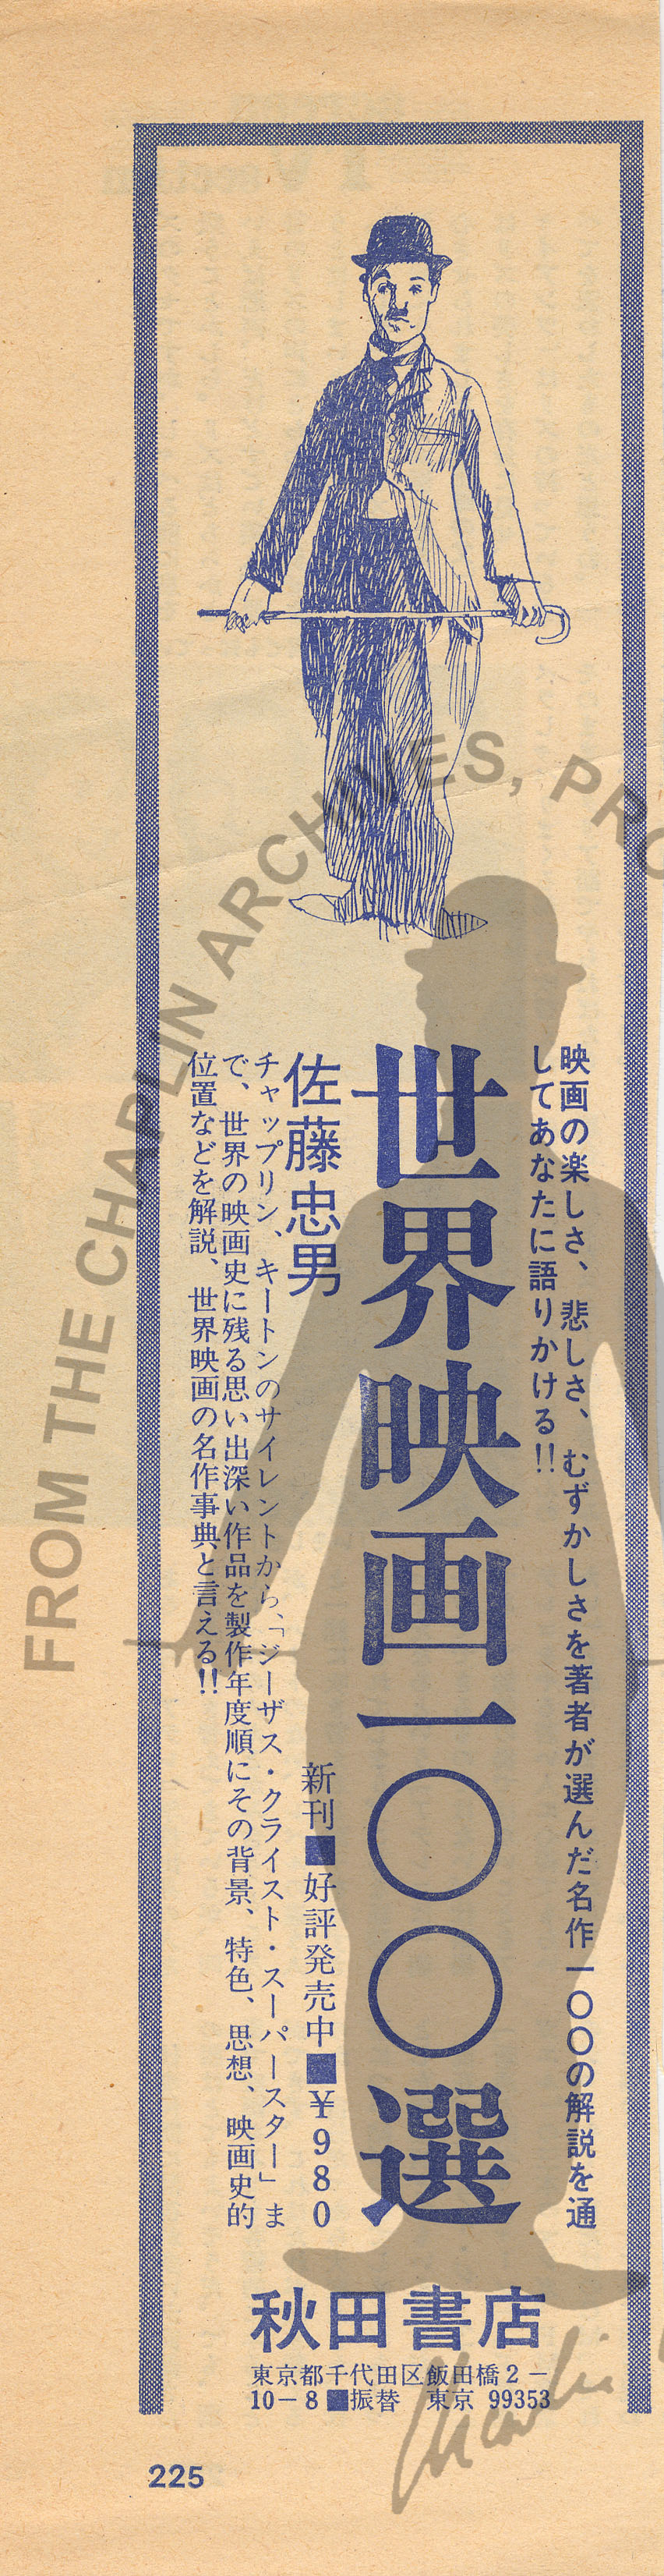 映画の楽しさ、悲しさ、むずかしさを著者が選んだ名作一〇〇の解説を通
してあなたに語りかける!!
世界映画一〇〇選
佐藤忠男
新刊■好評発売中■¥980
チャップリン、キートンのサイレントから、「ジーザス・クライスト・スーパースター」ま
で、世界の映画史に残る思い出深い作品を製作年度順にその背景、特色、思想、映画史的
位置などを解説、世界映画の名作事典と言える!!
秋田書店
東京都千代田区飯田橋2－
10－8■振替 東京 99353
225
FROM THE CHAPLIN ARCHIVES, PRO